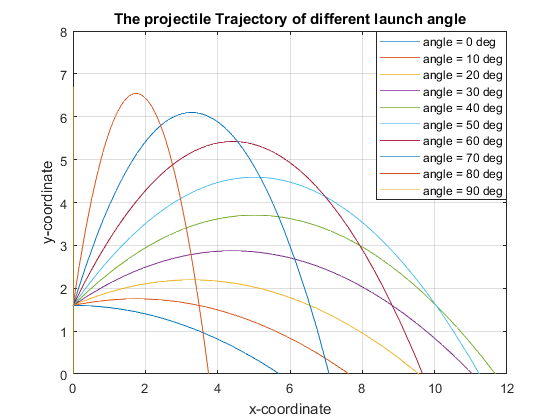 The projectile Trajectory of different launch angle
8
7
6
5
4
3
2
1
0
y-coordinate
angle = 0 deg
angle = 10 deg
angle = 20 deg
angle = 30 deg
angle = 40 deg
angle = 50 deg
angle = 60 deg
angle = 70 deg
angle = 80 deg
angle = 90 deg
0 2 4 6 8 10 12
x-coordinate